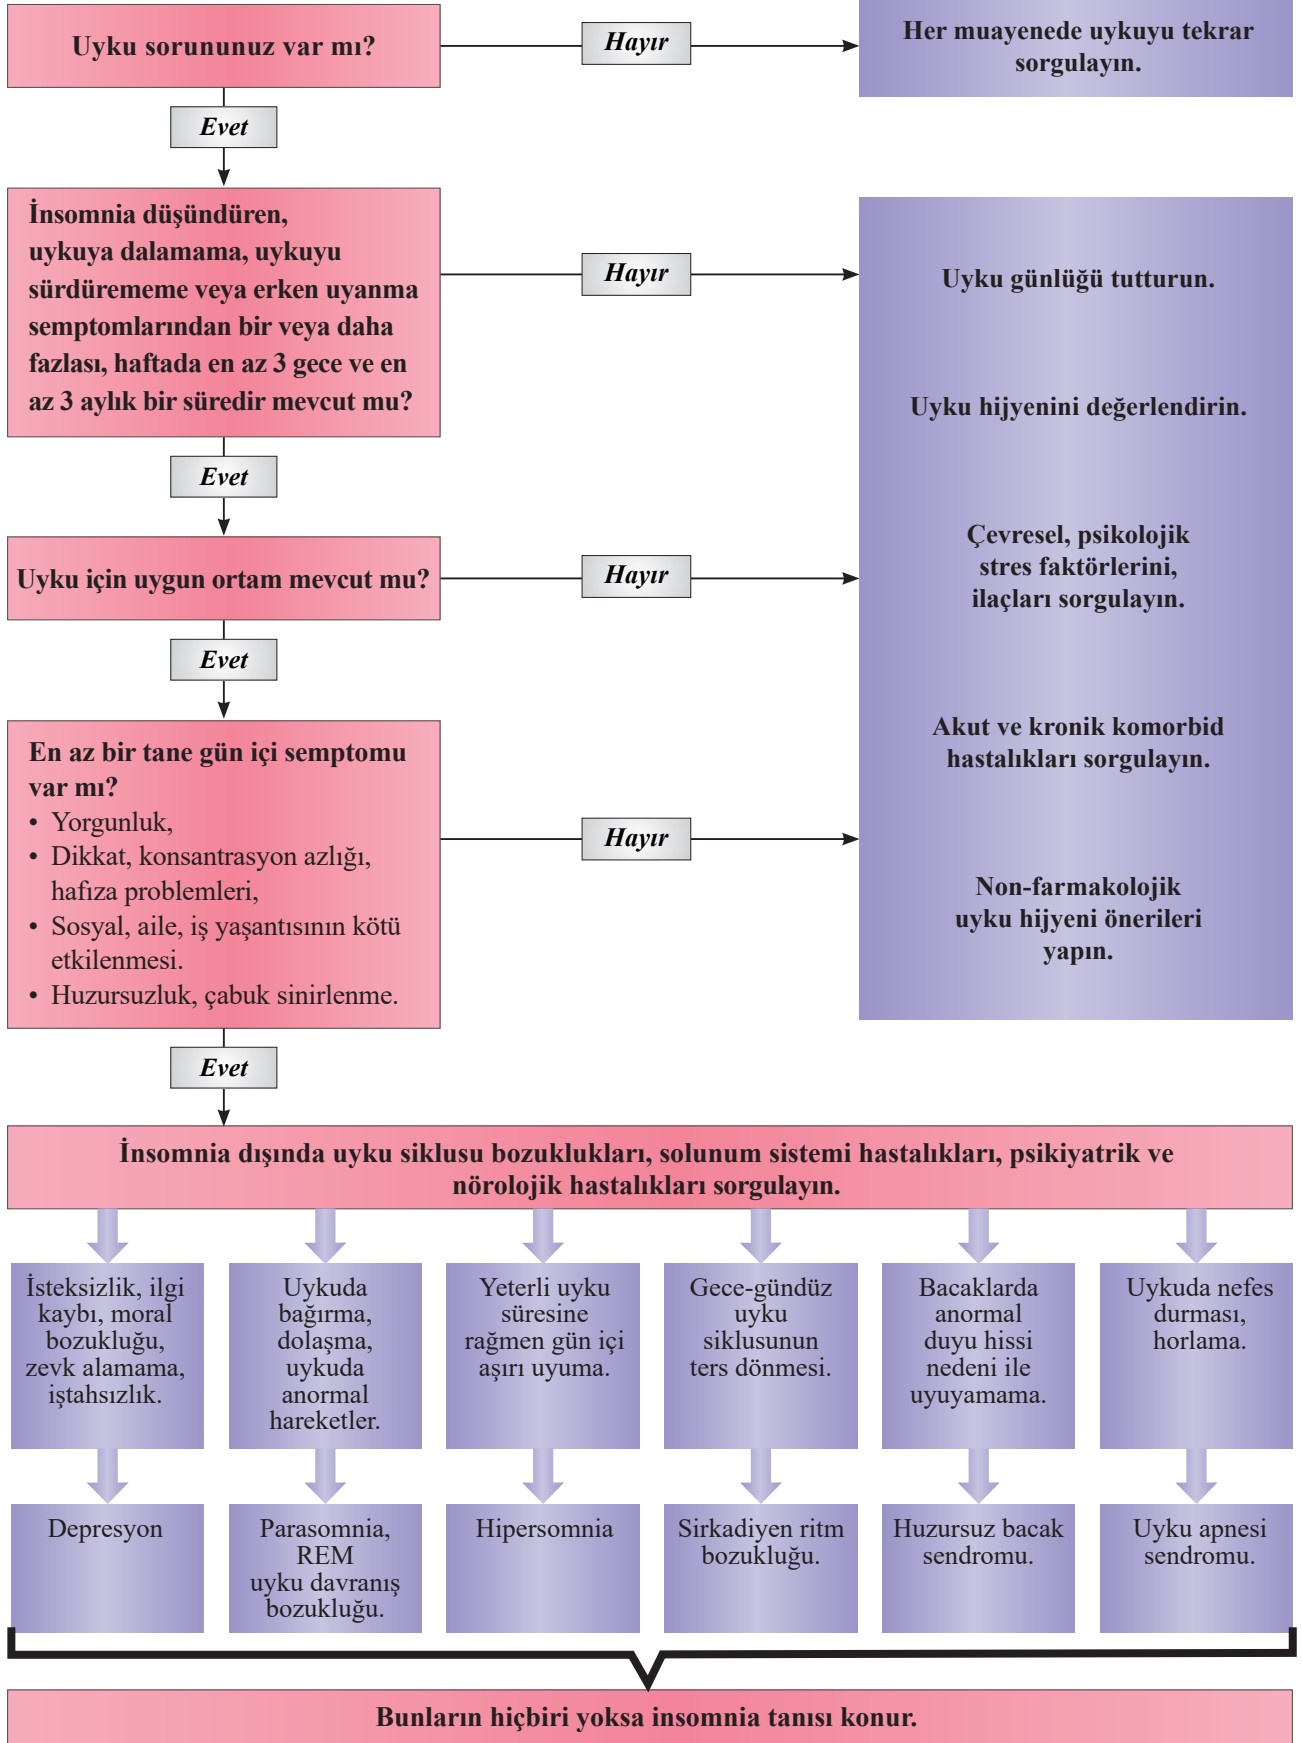 Uyku sorununuz var mı?
Hayır
Her muayenede uykuyu tekrar
sorgulayın.
Evet
İnsomnia düşündüren,
uykuya dalamama, uykuyu
sürdürememe veya erken uyanma
semptomlarından bir veya daha
fazlası, haftada en az 3 gece ve en
az 3 aylık bir süredir mevcut mu?
Hayır
Uyku günlüğü tutturun.
Uyku hijyenini değerlendirin.
Çevresel, psikolojik
stres faktörlerini,
ilaçları sorgulayın.
Akut ve kronik komorbid
hastalıkları sorgulayın.
Non-farmakolojik
uyku hijyeni önerileri
yapın.
Evet
Uyku için uygun ortam mevcut mu?
Hayır
Evet
En az bir tane gün içi semptomu
var mı?
• Yorgunluk,
• Dikkat, konsantrasyon azlığı,
hafıza problemleri,
• Sosyal, aile, iş yaşantısının kötü
etkilenmesi.
• Huzursuzluk, çabuk sinirlenme.
Hayır
Evet
İnsomnia dışında uyku siklusu bozuklukları, solunum sistemi hastalıkları, psikiyatrik ve
nörolojik hastalıkları sorgulayın.
İsteksizlik, ilgi
kaybı, moral
bozukluğu,
zevk alamama,
iştahsızlık.
Uykuda
bağırma,
dolaşma,
uykuda
anormal
hareketler.
Yeterli uyku
süresine
rağmen gün içi
aşırı uyuma.
Gece-gündüz
uyku
siklusunun
ters dönmesi.
Bacaklarda
anormal
duyu hissi
nedeni ile
uyuyamama.
Uykuda nefes
durması,
horlama.
Depresyon
Parasomnia,
REM
uyku davranış
bozukluğu.
Hipersomnia
Sirkadiyen ritm
bozukluğu.
Huzursuz bacak
sendromu.
Uyku apnesi
sendromu.
Bunların hiçbiri yoksa insomnia tanısı konur.